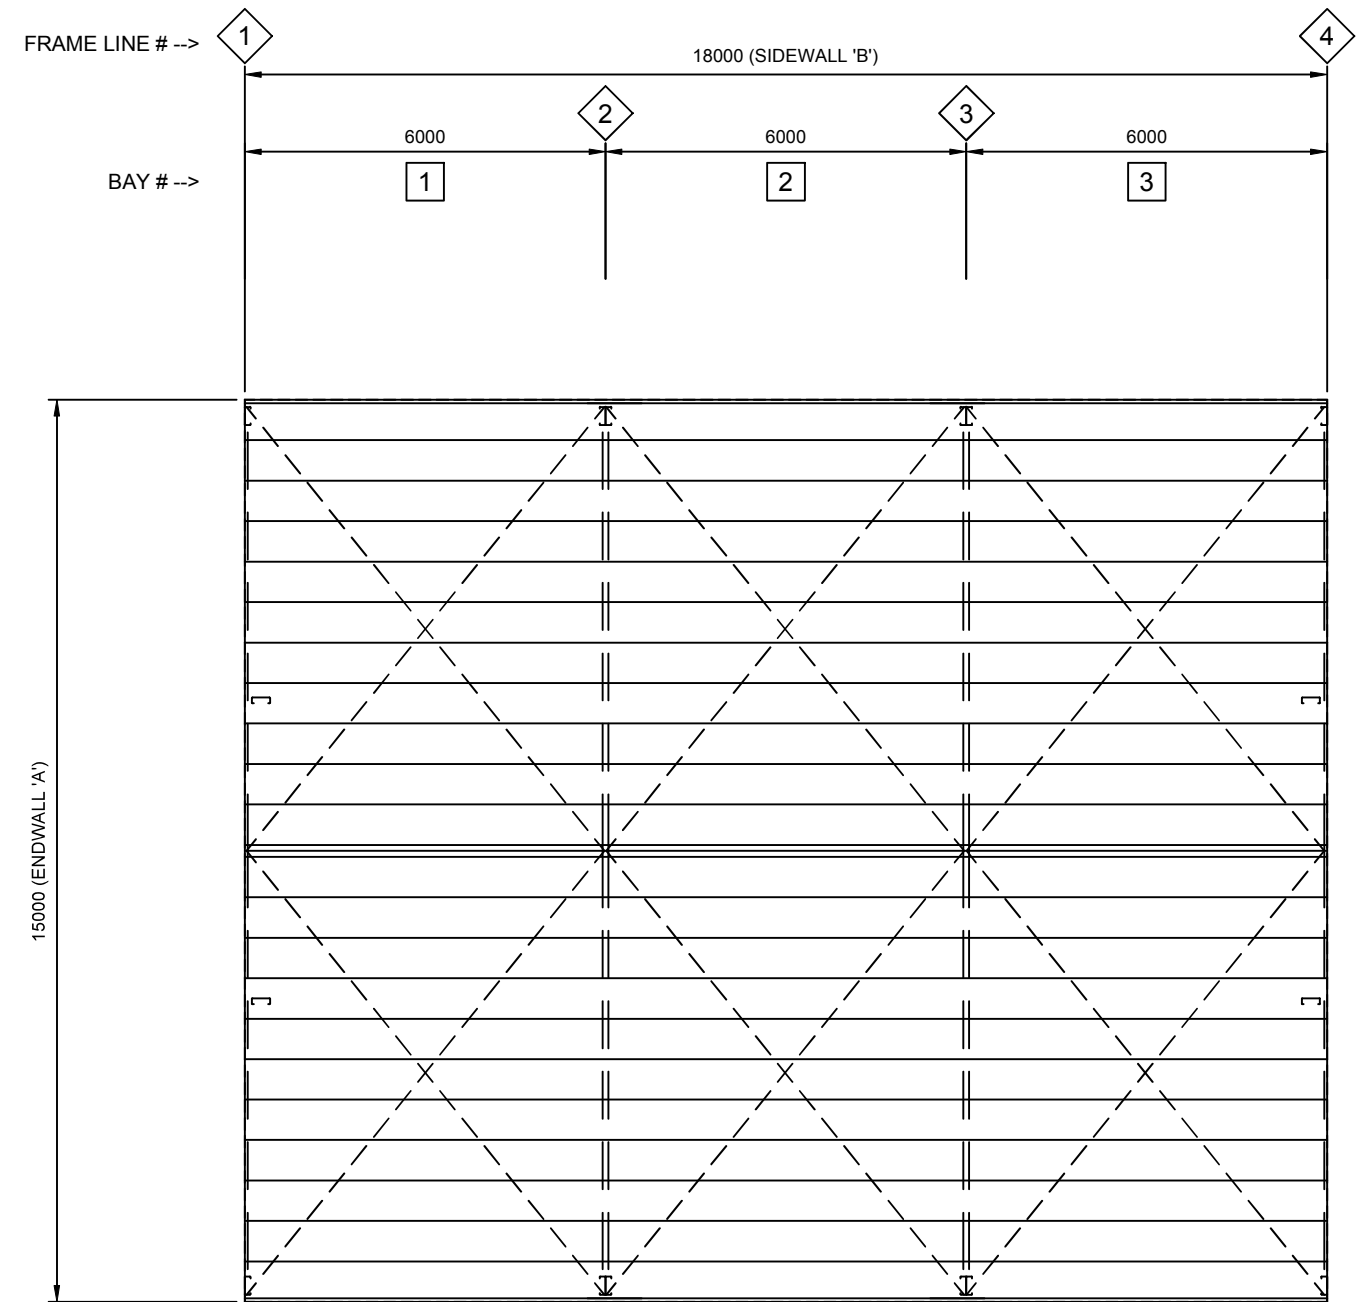 FRAME LINE # --> 1 4
18000 (SIDEWALL 'B')
2 3
6000 6000 6000
BAY # --> 1 2 3
15000 (ENDWALL 'A')